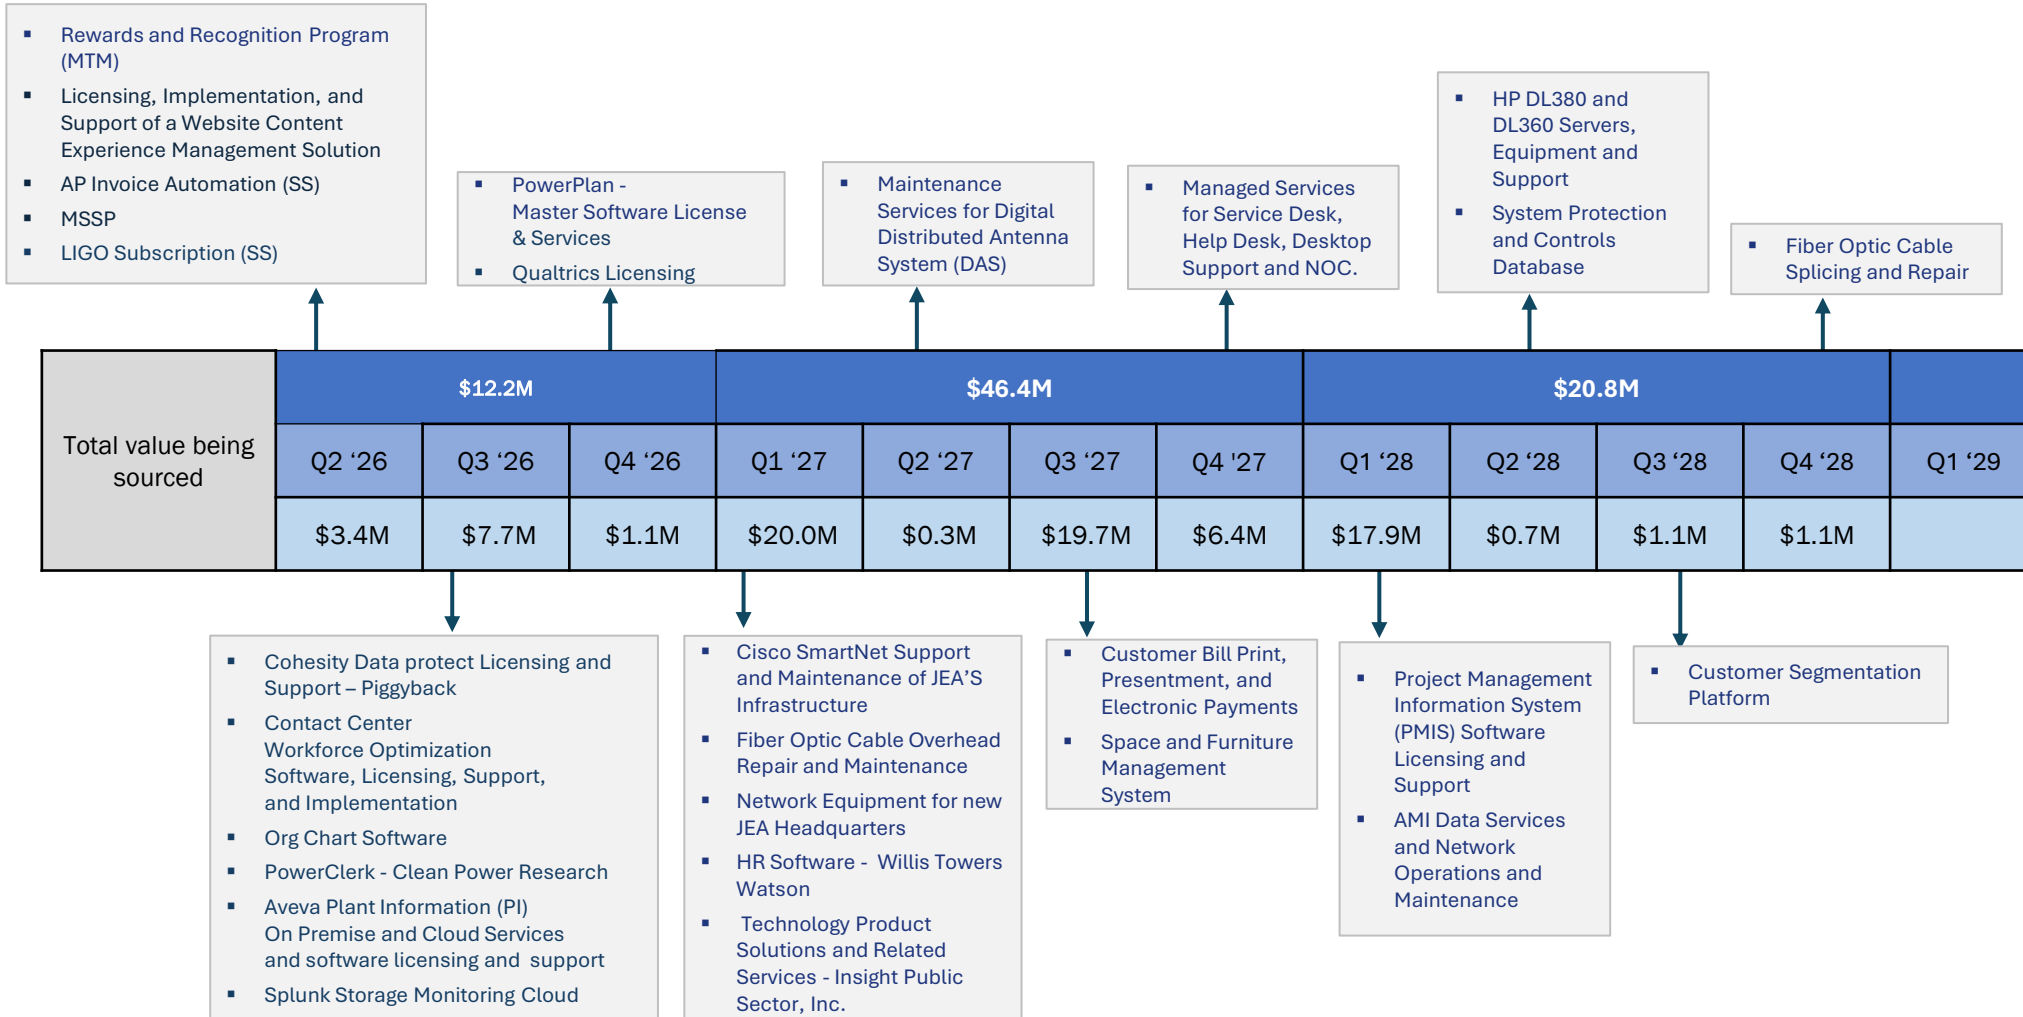 ▪ Rewards and Recognition Program
(MTM)
▪ Licensing, Implementation, and
Support of a Website Content
Experience Management Solution
▪ AP Invoice Automation (SS)
▪ MSSP
▪ LIGO Subscription (SS)
▪ PowerPlan -
Master Software License
& Services
▪ Qualtrics Licensing
▪ Maintenance
Services for Digital
Distributed Antenna
System (DAS)
▪ Managed Services
for Service Desk,
Help Desk, Desktop
Support and NOC.
▪ HP DL380 and
DL360 Servers,
Equipment and
Support
▪ System Protection
and Controls
Database
▪ Fiber Optic Cable
Splicing and Repair
Total value being
sourced
$12.2M $46.4M $20.8M
Q2 ‘26 Q3 ‘26 Q4 ‘26 Q1 ‘27 Q2 ‘27 Q3 ‘27 Q4 '27 Q1 ‘28 Q2 ‘28 Q3 ‘28 Q4 ‘28 Q1 ‘29
$3.4M $7.7M $1.1M $20.0M $0.3M $19.7M $6.4M $17.9M $0.7M $1.1M $1.1M
▪ Cohesity Data protect Licensing and
Support – Piggyback
▪ Contact Center
Workforce Optimization
Software, Licensing, Support,
and Implementation
▪ Org Chart Software
▪ PowerClerk - Clean Power Research
▪ Aveva Plant Information (PI)
On Premise and Cloud Services
and software licensing and support
▪ Splunk Storage Monitoring Cloud
▪ Cisco SmartNet Support
and Maintenance of JEA’S
Infrastructure
▪ Fiber Optic Cable Overhead
Repair and Maintenance
▪ Network Equipment for new
JEA Headquarters
▪ HR Software - Willis Towers
Watson
▪ Technology Product
Solutions and Related
Services - Insight Public
Sector, Inc.
▪ Customer Bill Print,
Presentment, and
Electronic Payments
▪ Space and Furniture
Management
System
▪ Project Management
Information System
(PMIS) Software
Licensing and
Support
▪ AMI Data Services
and Network
Operations and
Maintenance
▪ Customer Segmentation
Platform